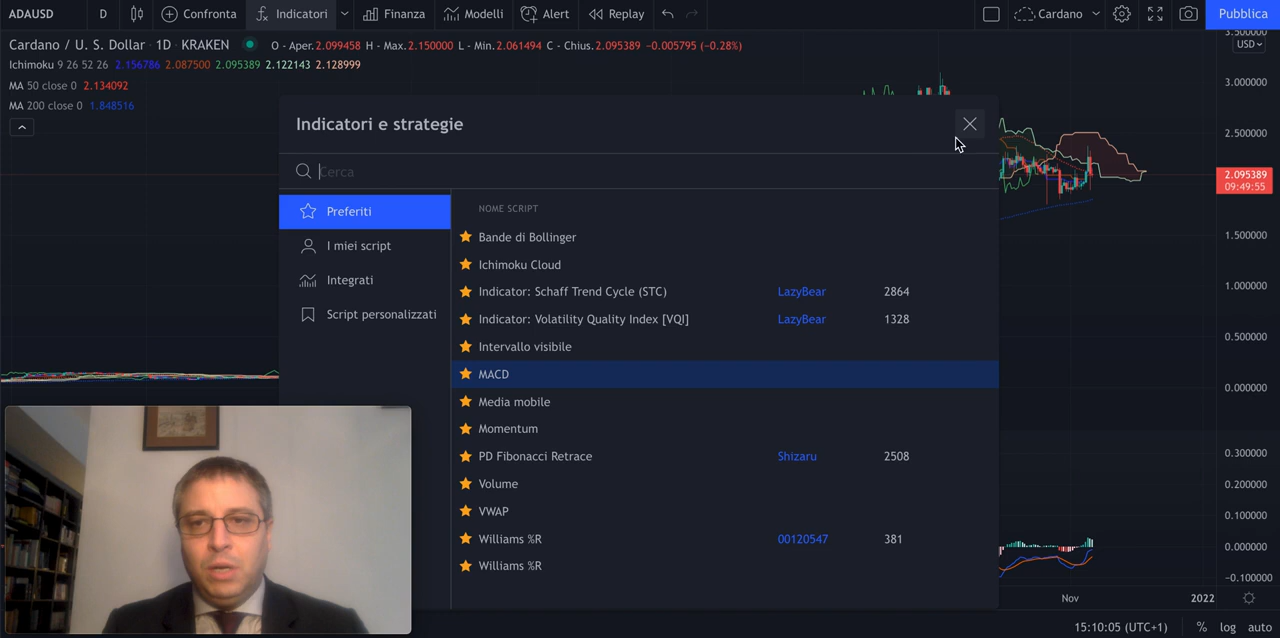 ADAUSD D Confronta Indicatori Finanza Modelli Alert Replay Cardano Pubblica
Cardano / U. S. Dollar · 1D · KRAKEN O - Aper.2.099458 H - Max.2.150000 L - Min.2.061494 C - Chius.2.095389 −0.005795 (−0.28%)
3.500000
USD
Ichimoku 9 26 52 26 2.156786 2.087500 2.095389 2.122143 2.128999
MA 50 close 0 2.134092
MA 200 close 0 1.848516
3.000000
2.500000
2.095389
09:49:55
1.500000
1.000000
0.500000
0.000000
0.300000
0.200000
0.100000
0.000000
−0.100000
Indicatori e strategie
Cerca
Preferiti
I miei script
Integrati
Script personalizzati
NOME SCRIPT
Bande di Bollinger
Ichimoku Cloud
Indicator: Schaff Trend Cycle (STC) LazyBear 2864
Indicator: Volatility Quality Index [VQI] LazyBear 1328
Intervallo visibile
MACD
Media mobile
Momentum
PD Fibonacci Retrace Shizaru 2508
Volume
VWAP
Williams %R 00120547 381
Williams %R
Nov 2022
15:10:05 (UTC+1) % log auto